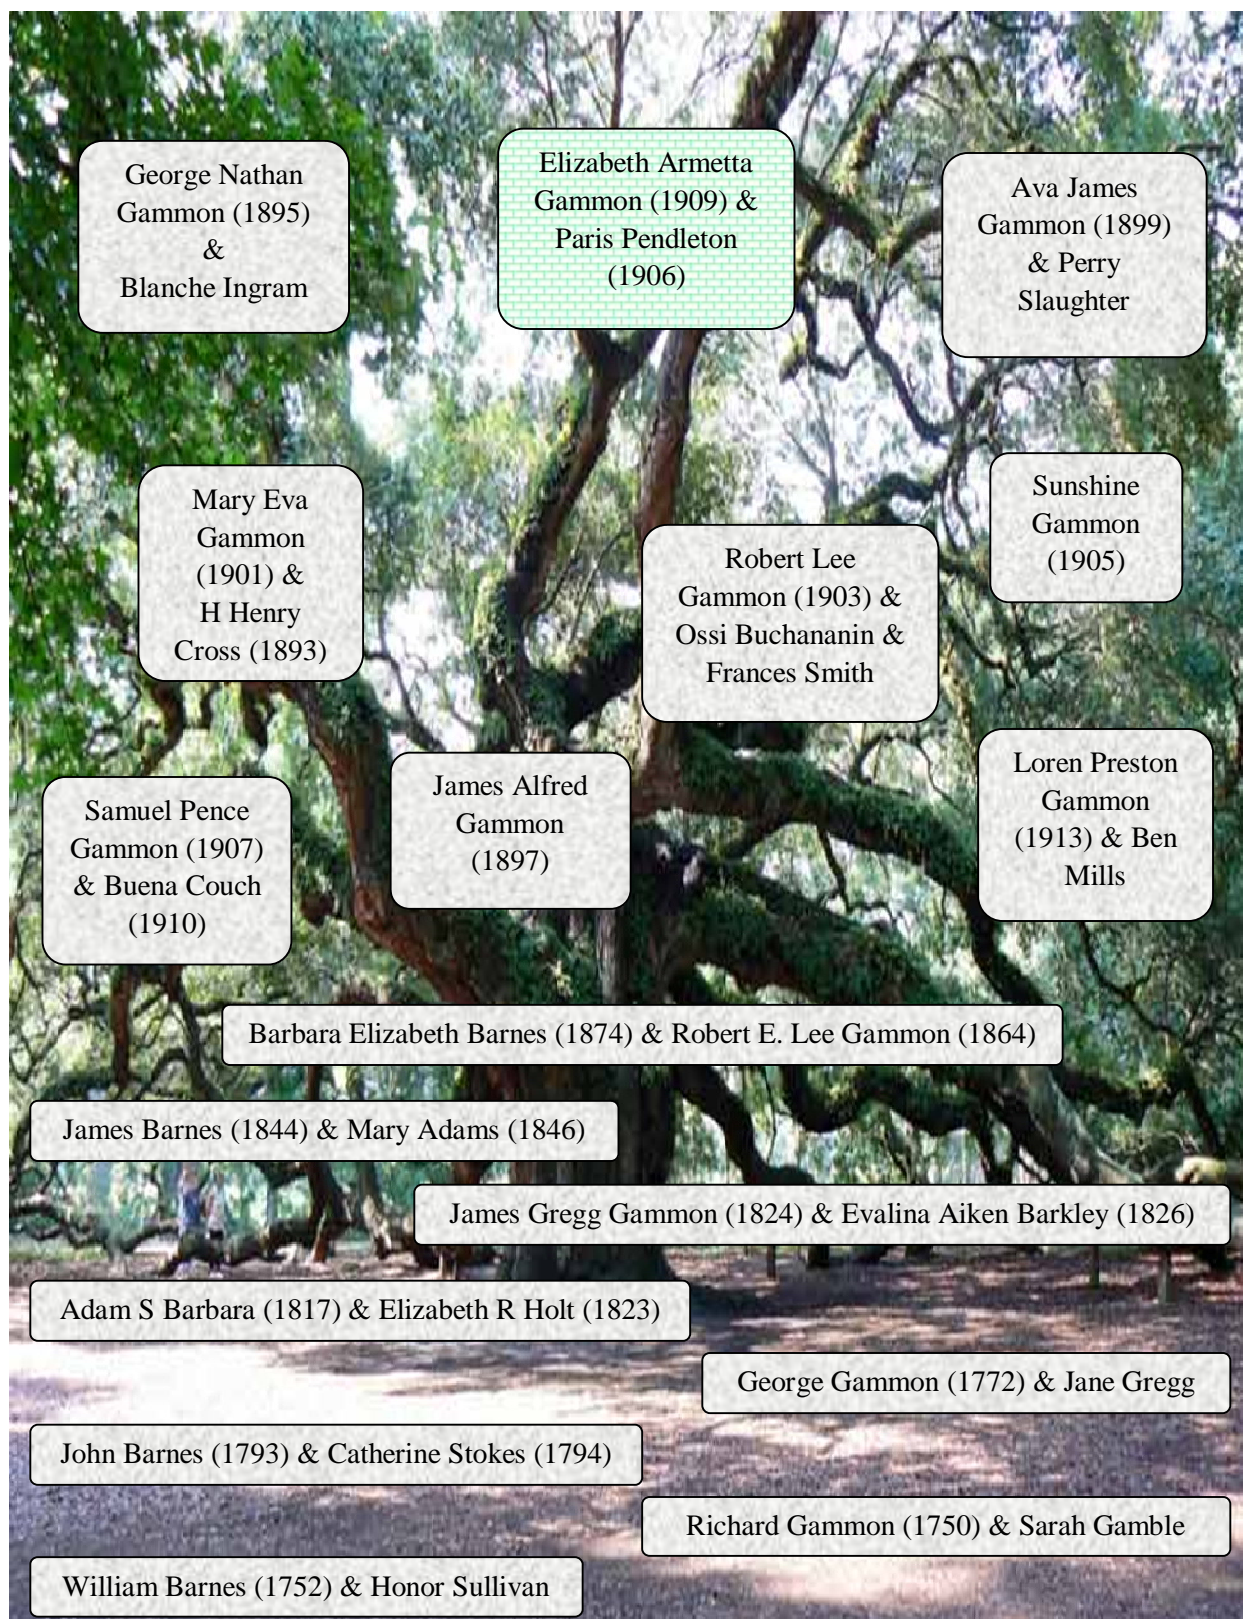 George Nathan
Gammon (1895)
&
Blanche Ingram
Elizabeth Armetta
Gammon (1909) &
Paris Pendleton
(1906)
Ava James
Gammon (1899)
& Perry
Slaughter
Mary Eva
Gammon
(1901) &
H Henry
Cross (1893)
Robert Lee
Gammon (1903) &
Ossi Buchananin &
Frances Smith
Sunshine
Gammon
(1905)
Samuel Pence
Gammon (1907)
& Buena Couch
(1910)
James Alfred
Gammon
(1897)
Loren Preston
Gammon
(1913) & Ben
Mills
Barbara Elizabeth Barnes (1874) & Robert E. Lee Gammon (1864)
James Barnes (1844) & Mary Adams (1846)
James Gregg Gammon (1824) & Evalina Aiken Barkley (1826)
Adam S Barbara (1817) & Elizabeth R Holt (1823)
George Gammon (1772) & Jane Gregg
John Barnes (1793) & Catherine Stokes (1794)
Richard Gammon (1750) & Sarah Gamble
William Barnes (1752) & Honor Sullivan